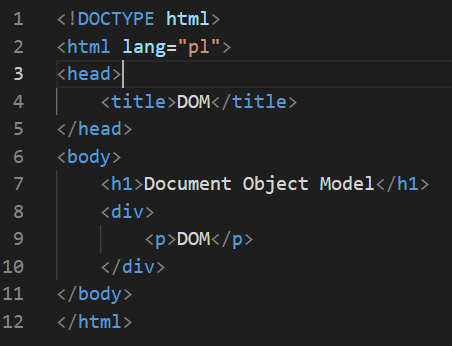 1 <!DOCTYPE html>
2 <html lang="pl">
3 <head>
4     <title>DOM</title>
5 </head>
6 <body>
7     <h1>Document Object Model</h1>
8     <div>
9         <p>DOM</p>
10     </div>
11 </body>
12 </html>